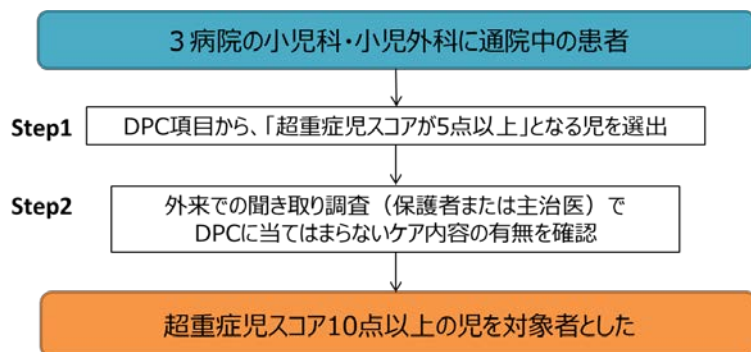 3病院の小児科・小児外科に通院中の患者
Step1
DPC項目から、「超重症児スコアが5点以上」となる児を選出
Step2
外来での聞き取り調査（保護者または主治医）で
DPCに当てはまらないケア内容の有無を確認
超重症児スコア10点以上の児を対象者とした